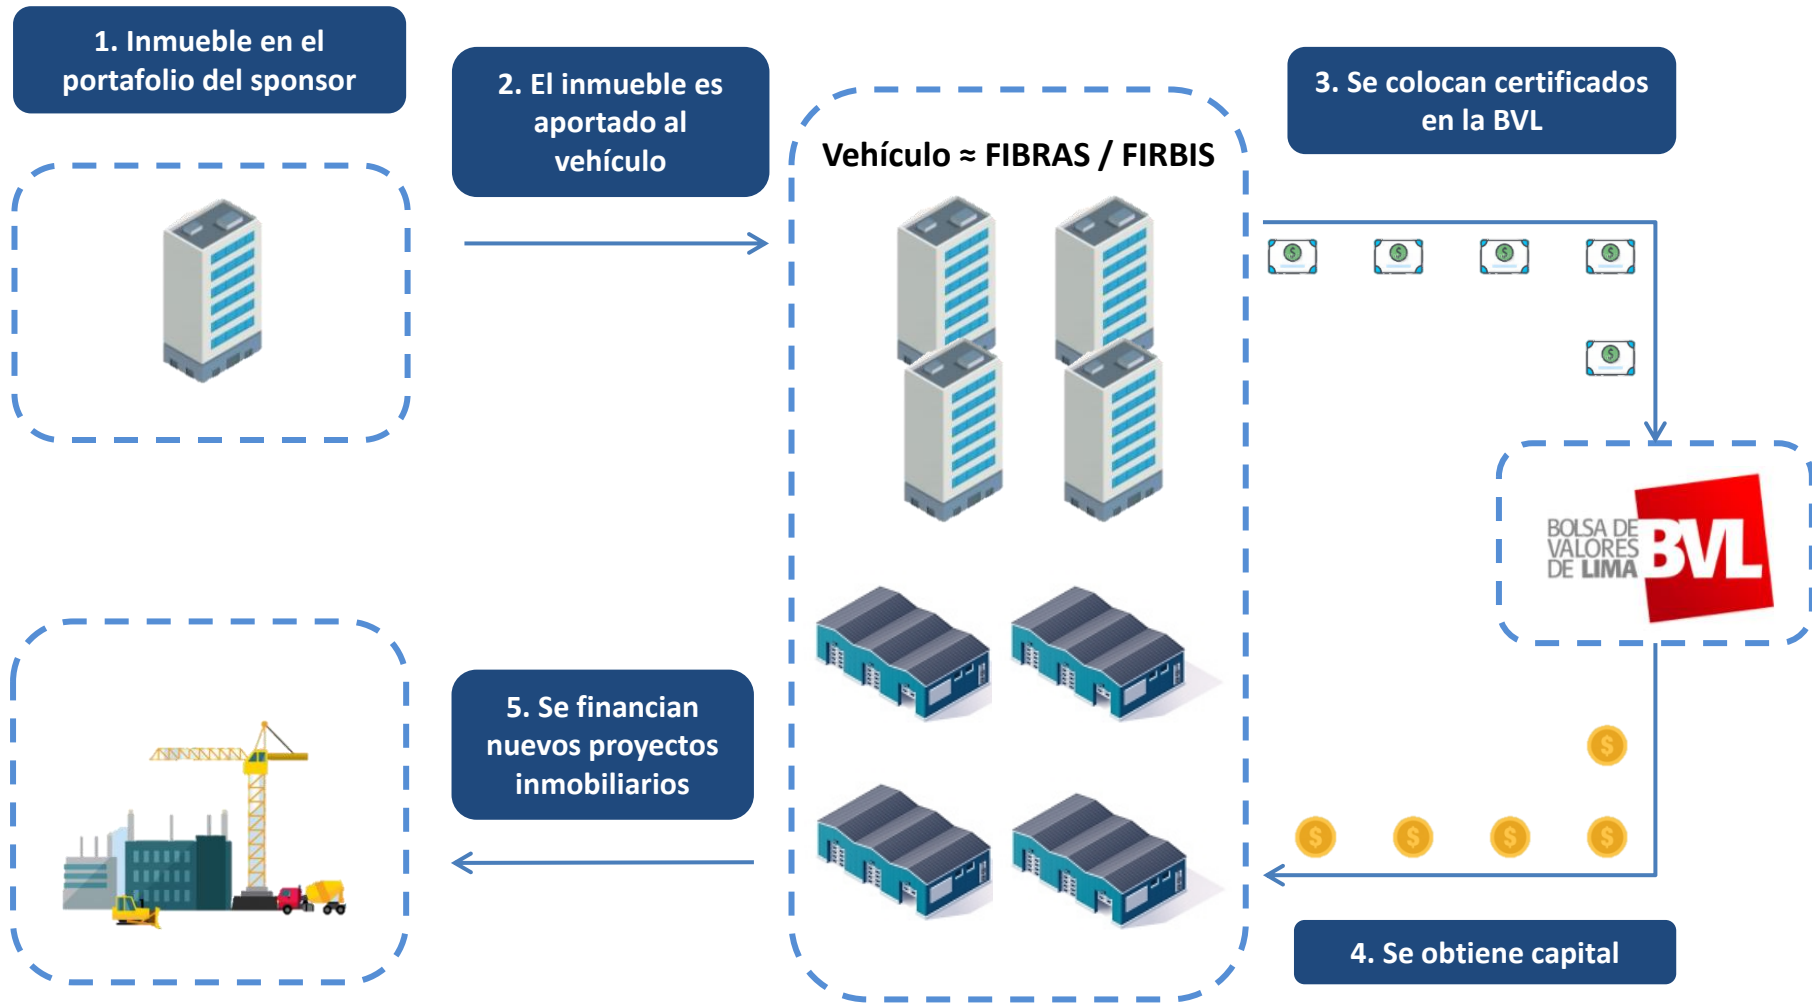 1. Inmueble en el
portafolio del sponsor
2. El inmueble es
aportado al
vehículo
Vehículo ≈ FIBRAS / FIRBIS
3. Se colocan certificados
en la BVL
BOLSA DE
VALORES
DE LIMA
BVL
4. Se obtiene capital
5. Se financian
nuevos proyectos
inmobiliarios